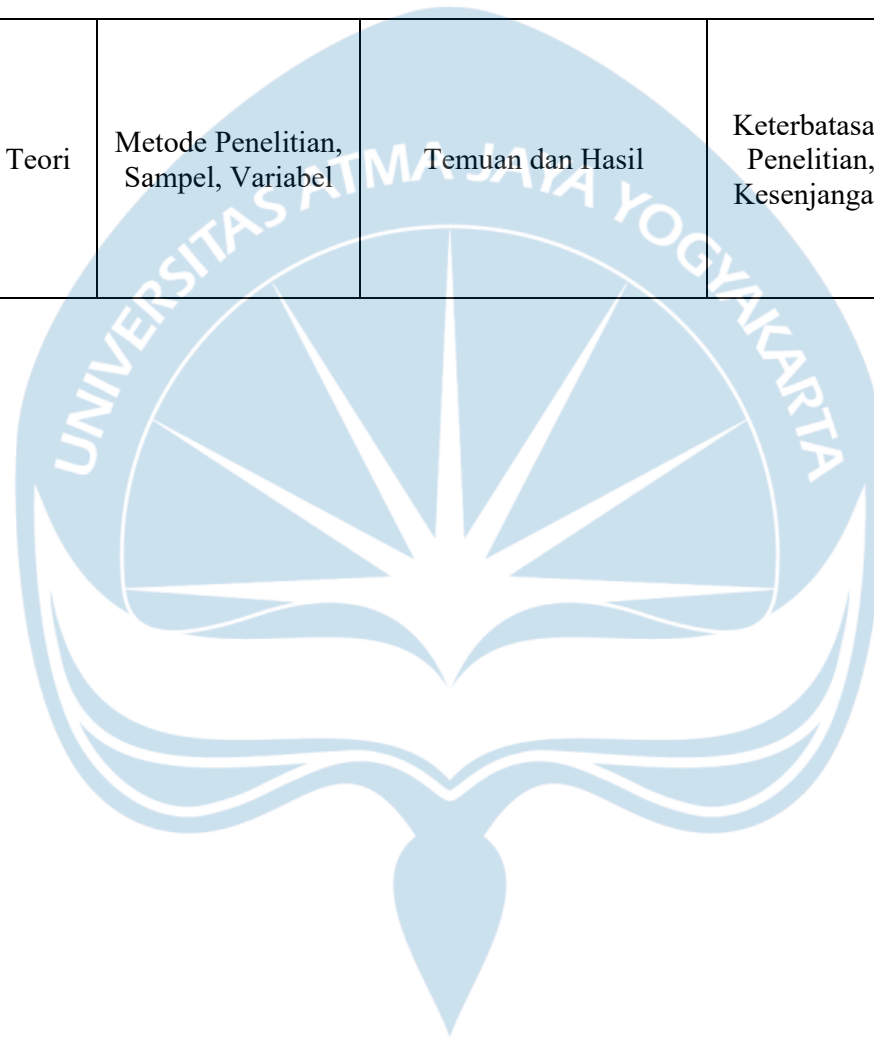 Teori
Metode Penelitian,
Sampel, Variabel
Temuan dan Hasil
Keterbatasa
Penelitian,
Kesenjanga
UNIVERSITAS ATMA JAYA YOGYAKARTA